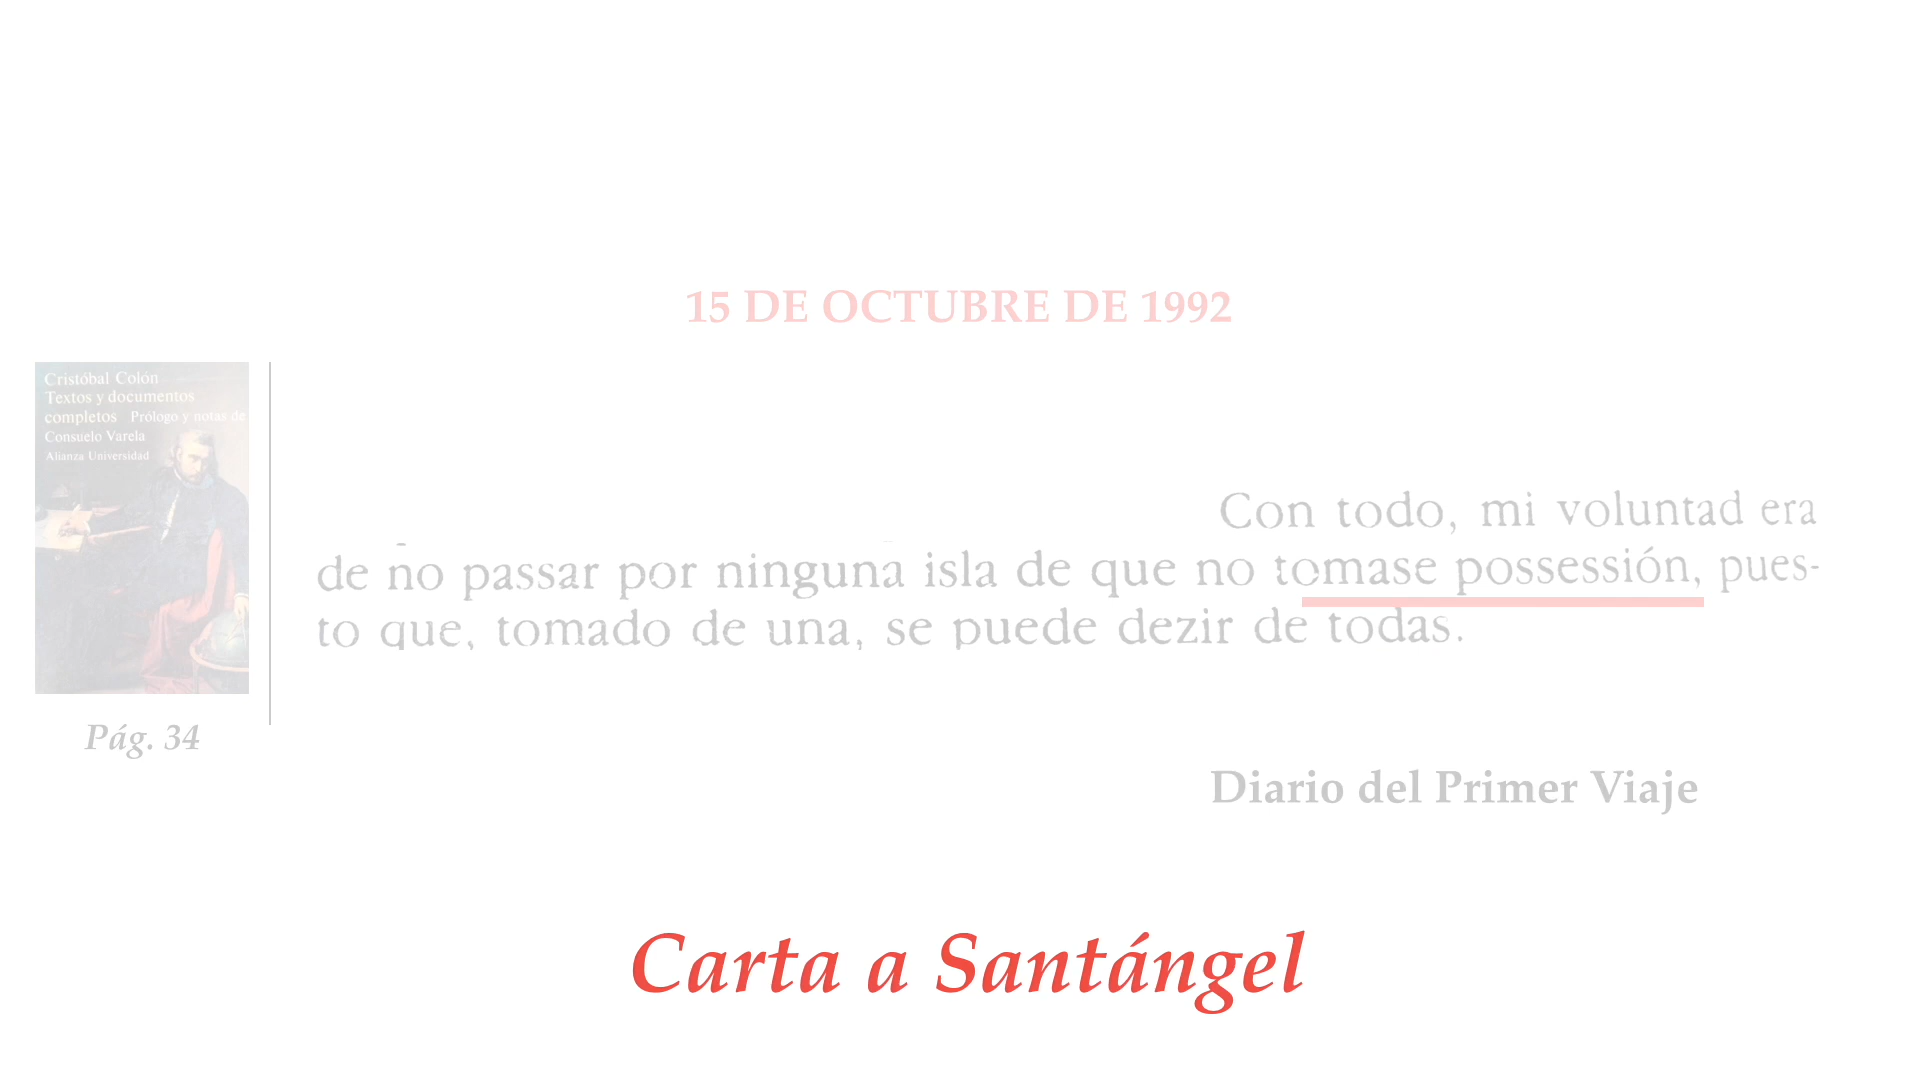 15 DE OCTUBRE DE 1992
Cristóbal Colón
Textos y documentos
completos Prólogo y notas de
Consuelo Varela
Alianza Universidad
Con todo, mi voluntad era
de no passar por ninguna isla de que no tomase possessión, pues-
to que, tomado de una, se puede dezir de todas.
Pág. 34
Diario del Primer Viaje
Carta a Santángel